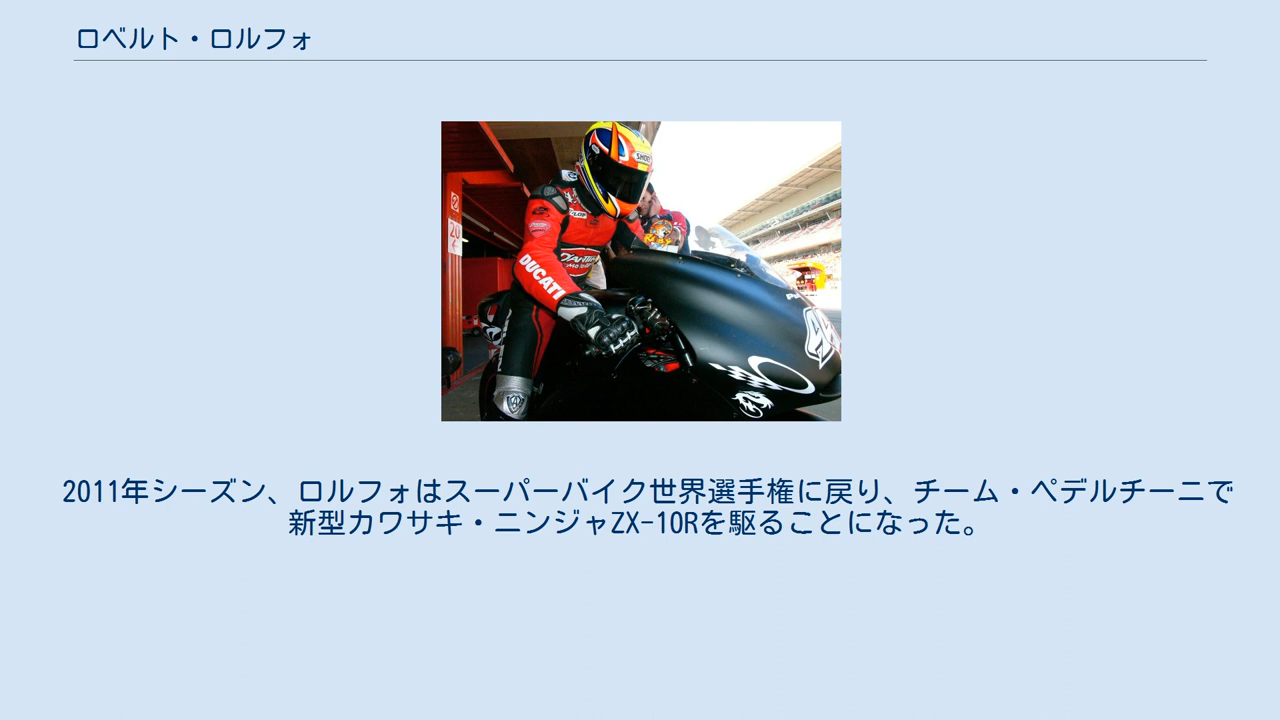 ロベルト・ロルフォ
SHOEI
DUCATI
2011年シーズン、ロルフォはスーパーバイク世界選手権に戻り、チーム・ペデルチーニで
新型カワサキ・ニンジャZX-10Rを駆ることになった。